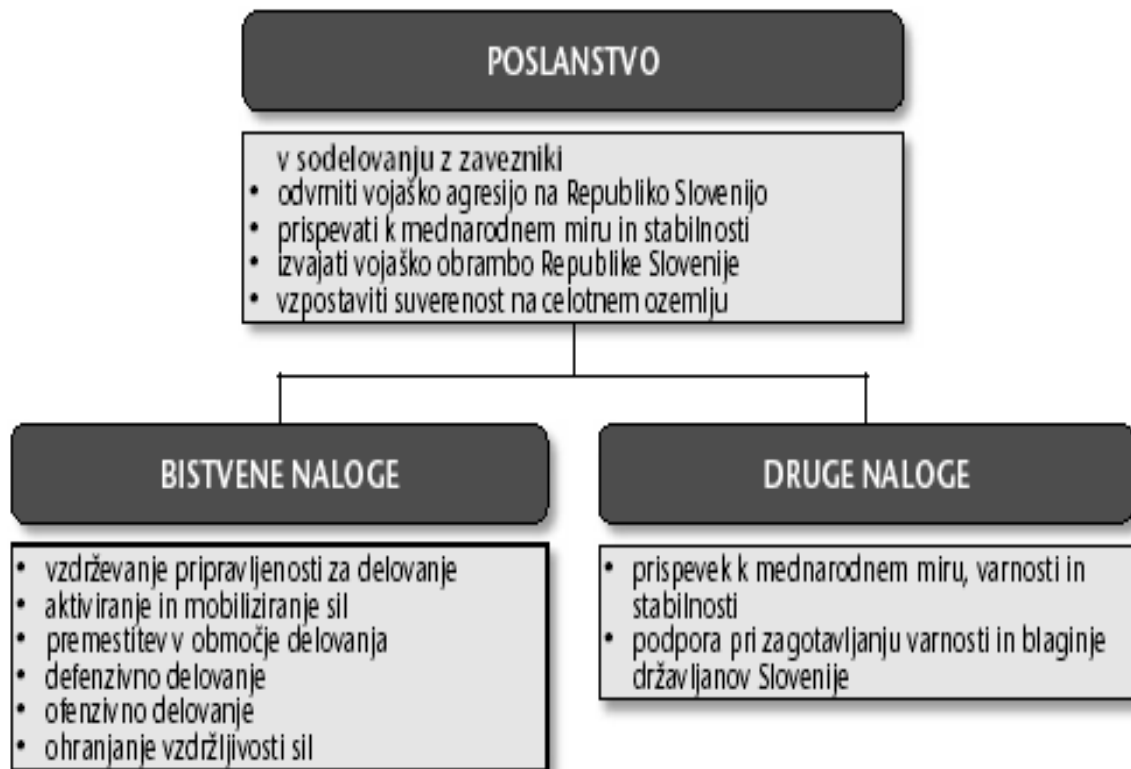 POSLANSTVO
v sodelovanju z zavezniki
• odvrniti vojaško agresijo na Republiko Slovenijo
• prispevati k mednarodnem miru in stabilnosti
• izvajati vojaško obrambo Republike Slovenije
• vzpostaviti suverenost na celotnem ozemlju
BISTVENE NALOGE
• vzdrževanje pripravljenosti za delovanje
• aktiviranje in mobiliziranje sil
• premestitev v območje delovanja
• defenzivno delovanje
• ofenzivno delovanje
• ohranjanje vzdržljivosti sil
DRUGE NALOGE
• prispevek k mednarodnem miru, varnosti in
stabilnosti
• podpora pri zagotavljanju varnosti in blaginje
državljanov Slovenije